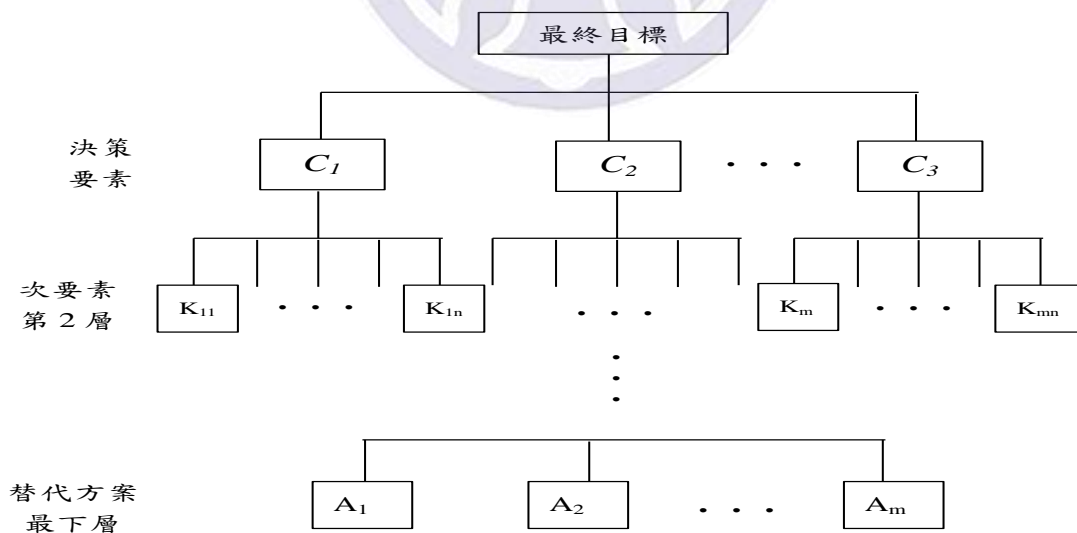 最終目標
決策
要素
C₁ C₂ · · · C₃
次要素
第 2 層
K₁₁ · · · K₁ₙ · · · Kₘ · · · Kₘₙ
替代方案
最下層
A₁ A₂ · · · Aₘ